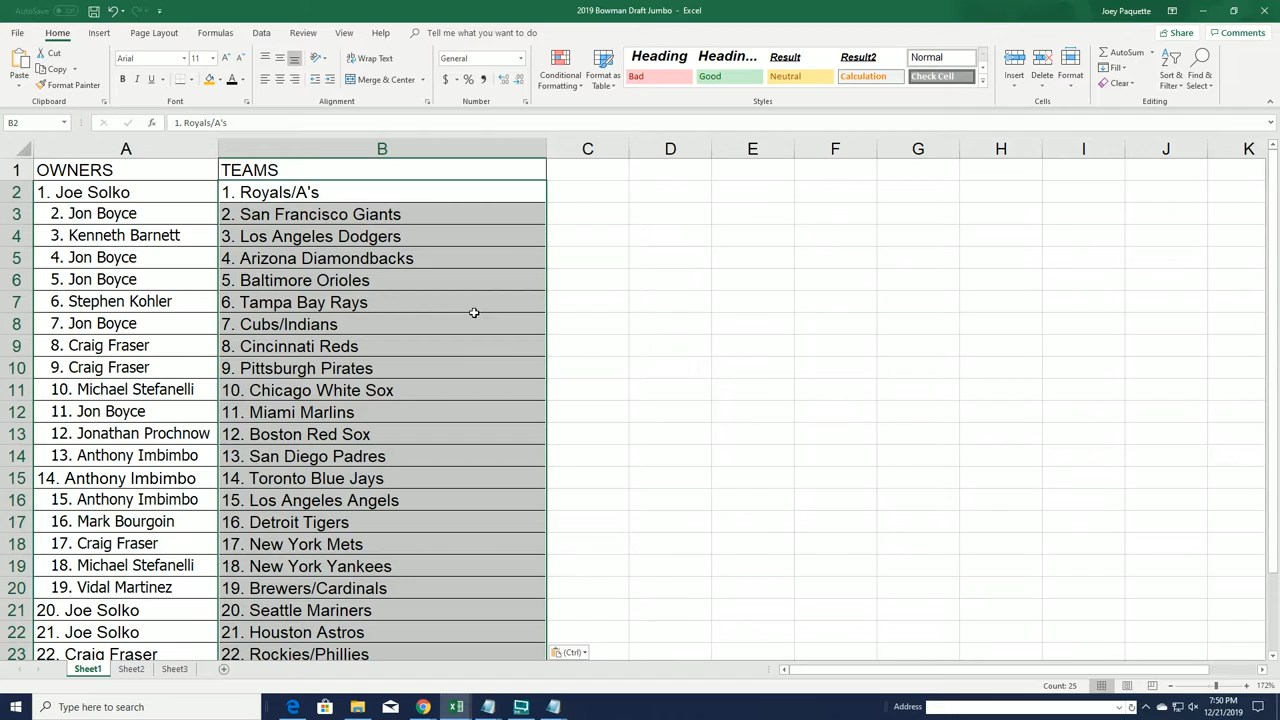 AutoSave Off 2019 Bowman Draft Jumbo - Excel Joey Paquette
File Home Insert Page Layout Formulas Data Review View Help Tell me what you want to do Share Comments
Paste Cut Copy Format Painter Clipboard
Arial 11 A A B I U A Font
Wrap Text Merge & Center Alignment
General $ % , Number
Conditional Formatting Format as Table
Heading Headin... Result Result2 Normal
Bad Good Neutral Calculation Check Cell
Styles
Insert Delete Format Cells
AutoSum Fill Clear Sort & Filter Find & Select Editing
B2 fx 1. Royals/A's
A B C D E F G H I J K
1 OWNERS TEAMS
2 1. Joe Solko 1. Royals/A's
3 2. Jon Boyce 2. San Francisco Giants
4 3. Kenneth Barnett 3. Los Angeles Dodgers
5 4. Jon Boyce 4. Arizona Diamondbacks
6 5. Jon Boyce 5. Baltimore Orioles
7 6. Stephen Kohler 6. Tampa Bay Rays
8 7. Jon Boyce 7. Cubs/Indians
9 8. Craig Fraser 8. Cincinnati Reds
10 9. Craig Fraser 9. Pittsburgh Pirates
11 10. Michael Stefanelli 10. Chicago White Sox
12 11. Jon Boyce 11. Miami Marlins
13 12. Jonathan Prochnow 12. Boston Red Sox
14 13. Anthony Imbimbo 13. San Diego Padres
15 14. Anthony Imbimbo 14. Toronto Blue Jays
16 15. Anthony Imbimbo 15. Los Angeles Angels
17 16. Mark Bourgoin 16. Detroit Tigers
18 17. Craig Fraser 17. New York Mets
19 18. Michael Stefanelli 18. New York Yankees
20 19. Vidal Martinez 19. Brewers/Cardinals
21 20. Joe Solko 20. Seattle Mariners
22 21. Joe Solko 21. Houston Astros
23 22. Craig Fraser 22. Rockies/Phillies
(Ctrl)
Sheet1 Sheet2 Sheet3
Count: 25 172%
Type here to search Address 7:50 PM
12/21/2019